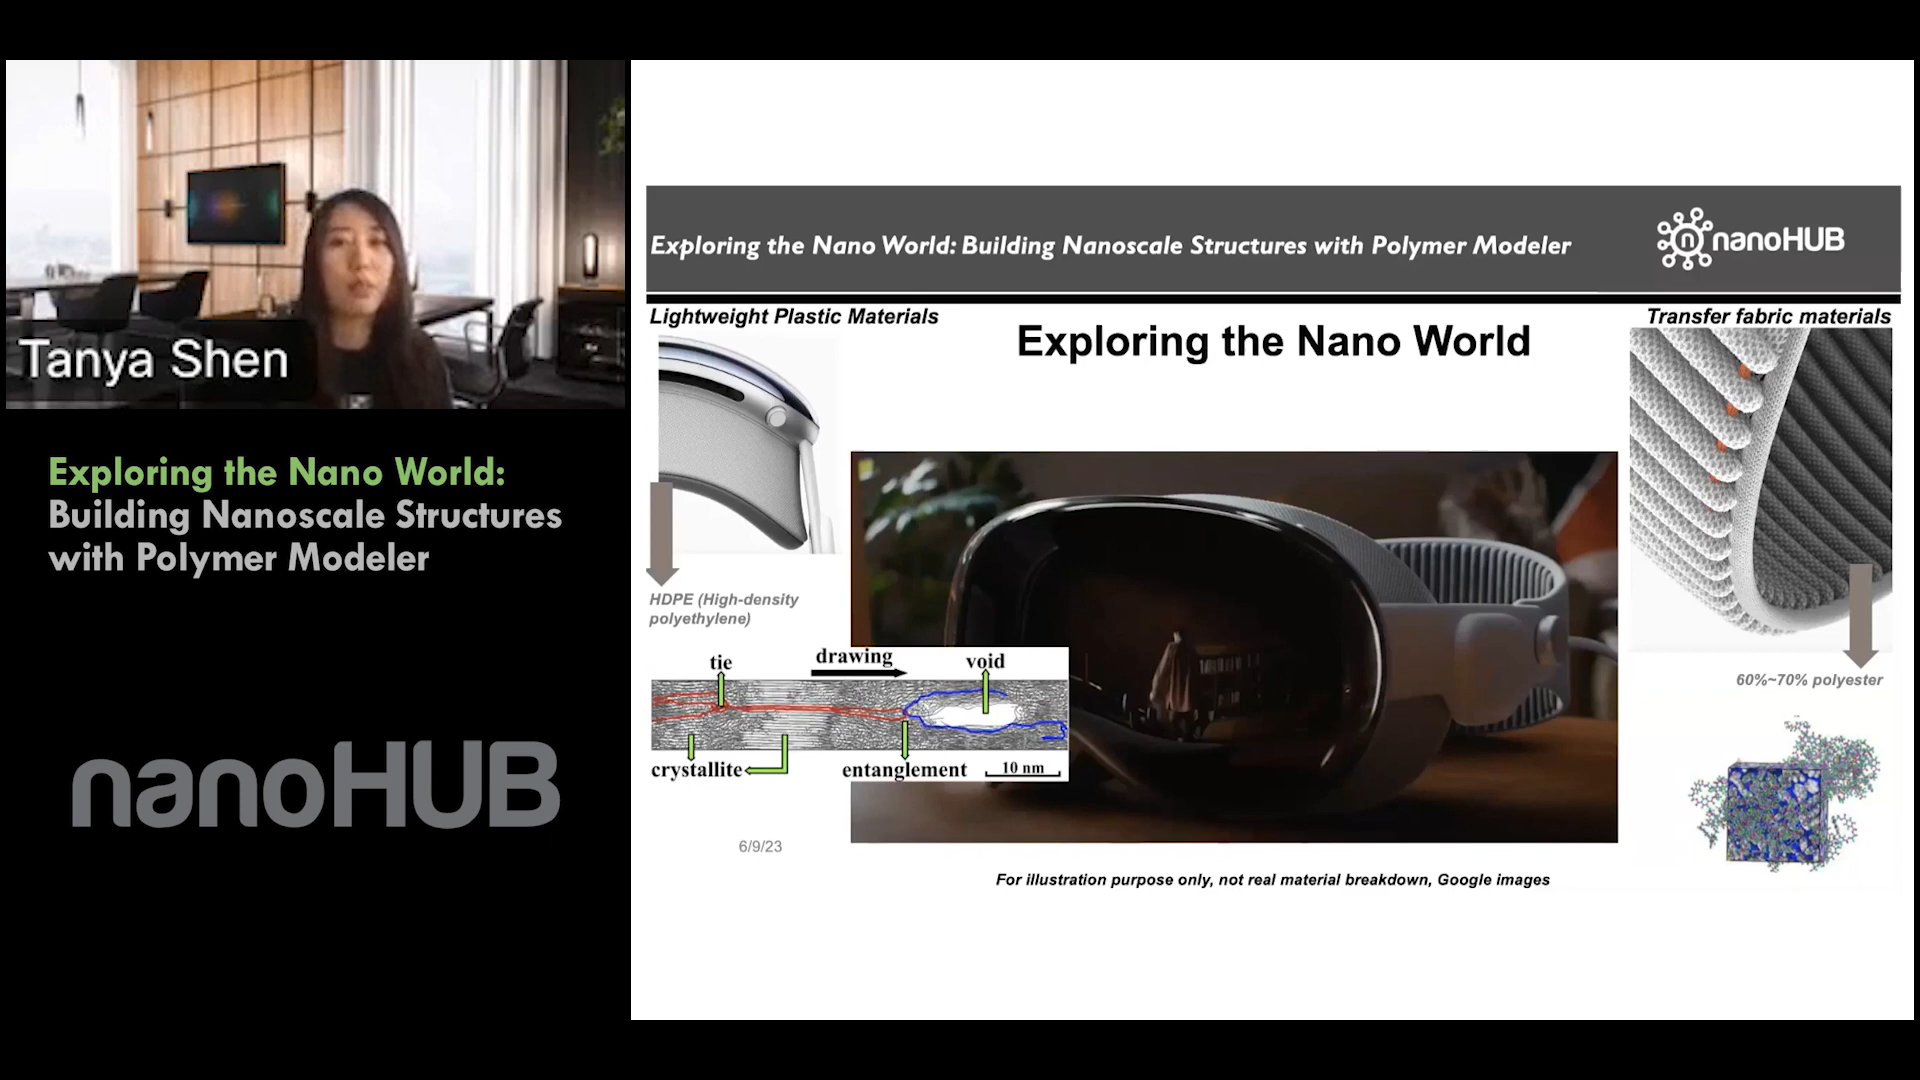 Tanya Shen
Exploring the Nano World:
Building Nanoscale Structures
with Polymer Modeler
nanoHUB
Exploring the Nano World: Building Nanoscale Structures with Polymer Modeler
n nanoHUB
Lightweight Plastic Materials
Exploring the Nano World
Transfer fabric materials
HDPE (High-density
polyethylene)
tie
drawing
void
crystallite
entanglement
10 nm
60%~70% polyester
6/9/23
For illustration purpose only, not real material breakdown, Google images